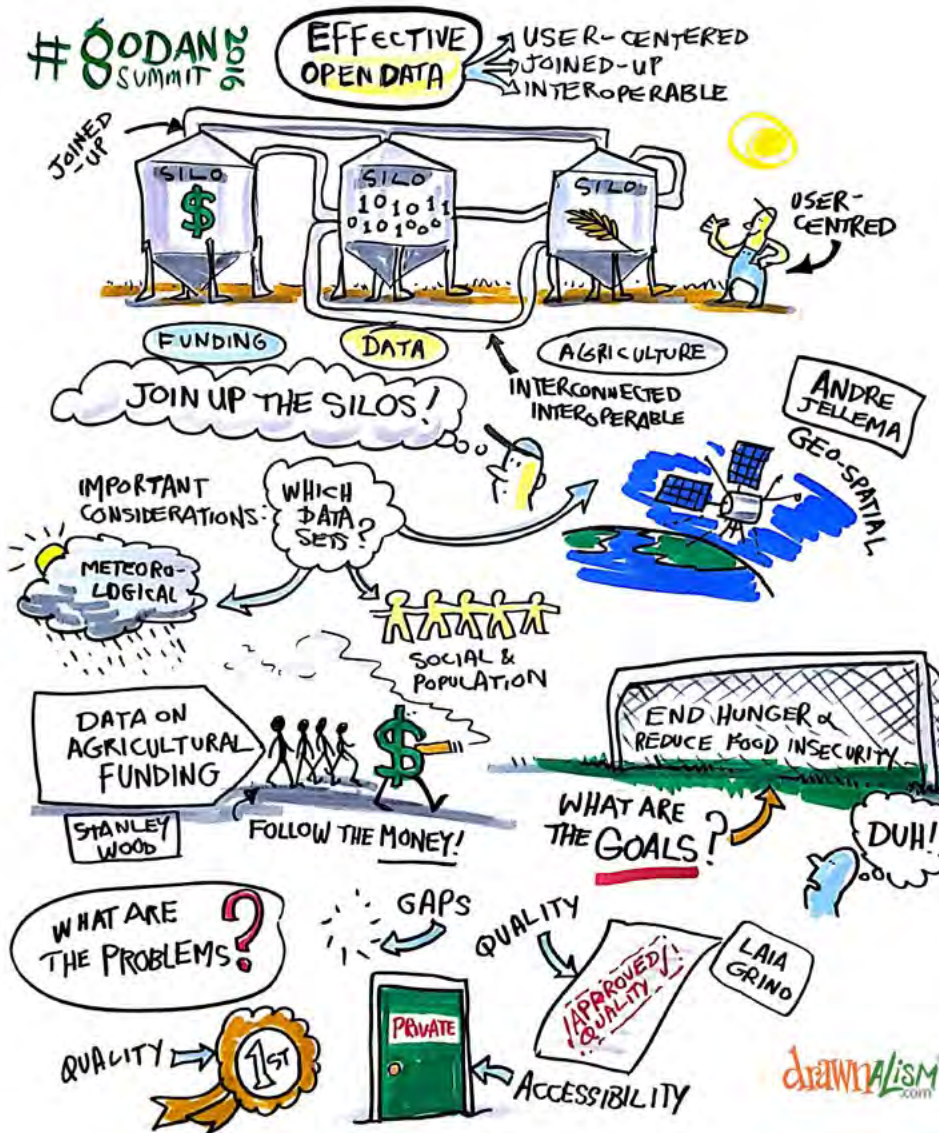 #GODAN
SUMMIT
2016
EFFECTIVE
OPEN DATA
USER-CENTERED
JOINED-UP
INTEROPERABLE
JOINED
-UP
SILO
$
SILO
101011
0101000
SILO
USER-
CENTRED
FUNDING
DATA
AGRICULTURE
INTERCONNECTED
INTEROPERABLE
JOIN UP THE SILOS!
ANDRE
JELLEMA
GEO-SPATIAL
IMPORTANT
CONSIDERATIONS:
WHICH
DATA
SETS?
METEORO-
LOGICAL
SOCIAL &
POPULATION
DATA ON
AGRICULTURAL
FUNDING
$
STANLEY
WOOD
FOLLOW THE MONEY!
END HUNGER &
REDUCE FOOD INSECURITY
WHAT ARE
THE GOALS?
DUH!
WHAT ARE
THE PROBLEMS?
GAPS
QUALITY
APPROVED
QUALITY
LAIA
GRINO
QUALITY
1ST
PRIVATE
ACCESSIBILITY
drawnALISM
.com